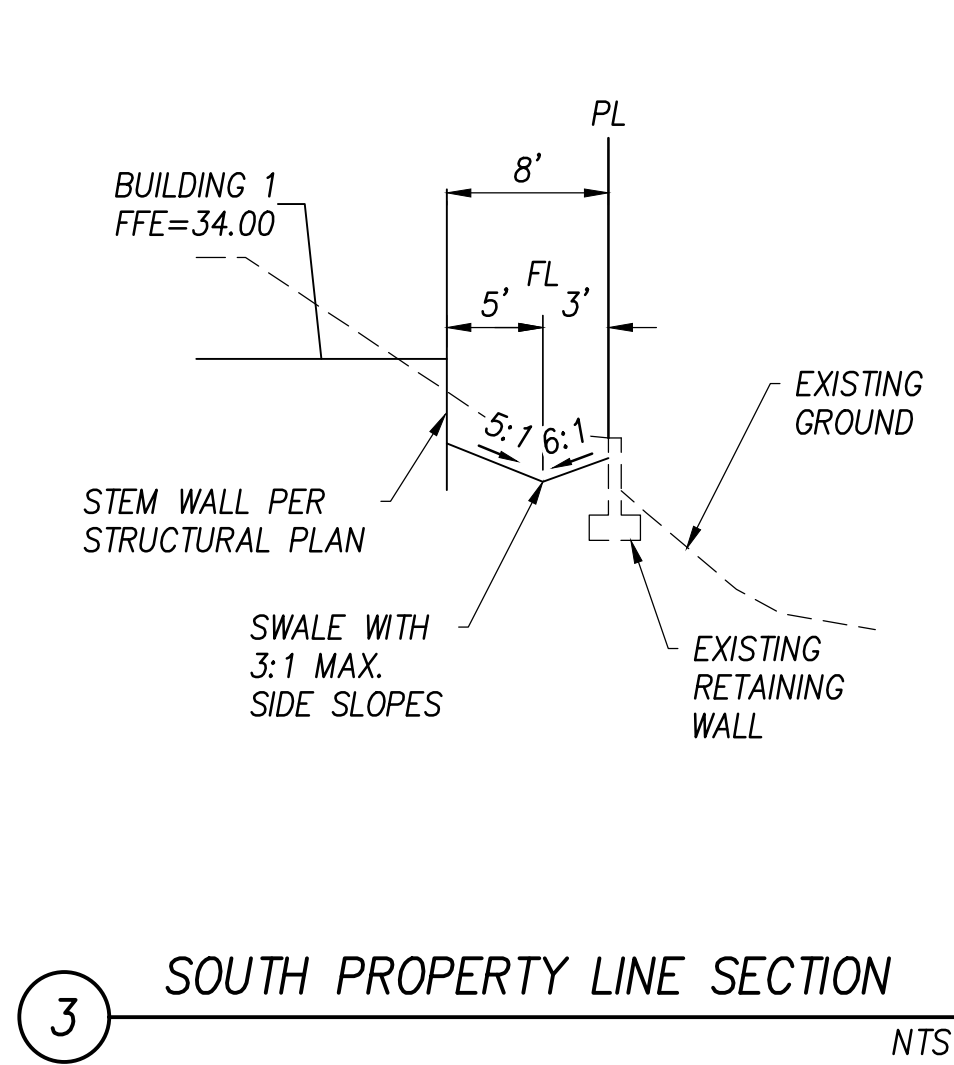 PL
8'
BUILDING 1
FFE=34.00
FL
5'
3'
EXISTING
GROUND
5:1
6:1
STEM WALL PER
STRUCTURAL PLAN
SWALE WITH
3:1 MAX.
SIDE SLOPES
EXISTING
RETAINING
WALL
3
SOUTH PROPERTY LINE SECTION
NTS